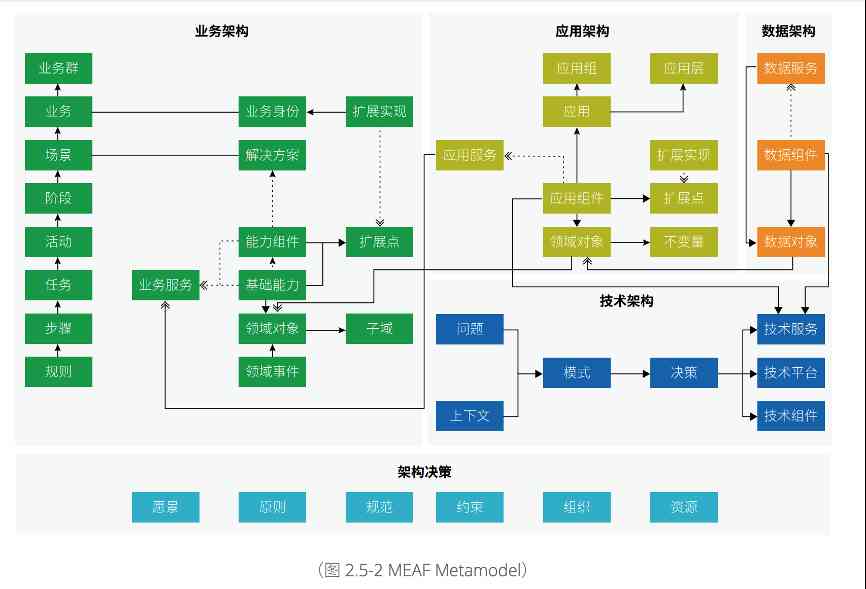 业务架构
应用架构
数据架构
业务群
应用组
应用层
数据服务
业务
业务身份
扩展实现
应用
场景
解决方案
应用服务
扩展实现
数据组件
阶段
应用组件
扩展点
活动
能力组件
扩展点
领域对象
不变量
数据对象
任务
业务服务
基础能力
技术架构
步骤
领域对象
子域
问题
技术服务
规则
领域事件
模式
决策
技术平台
上下文
技术组件
架构决策
愿景
原则
规范
约束
组织
资源
（图 2.5-2 MEAF Metamodel）